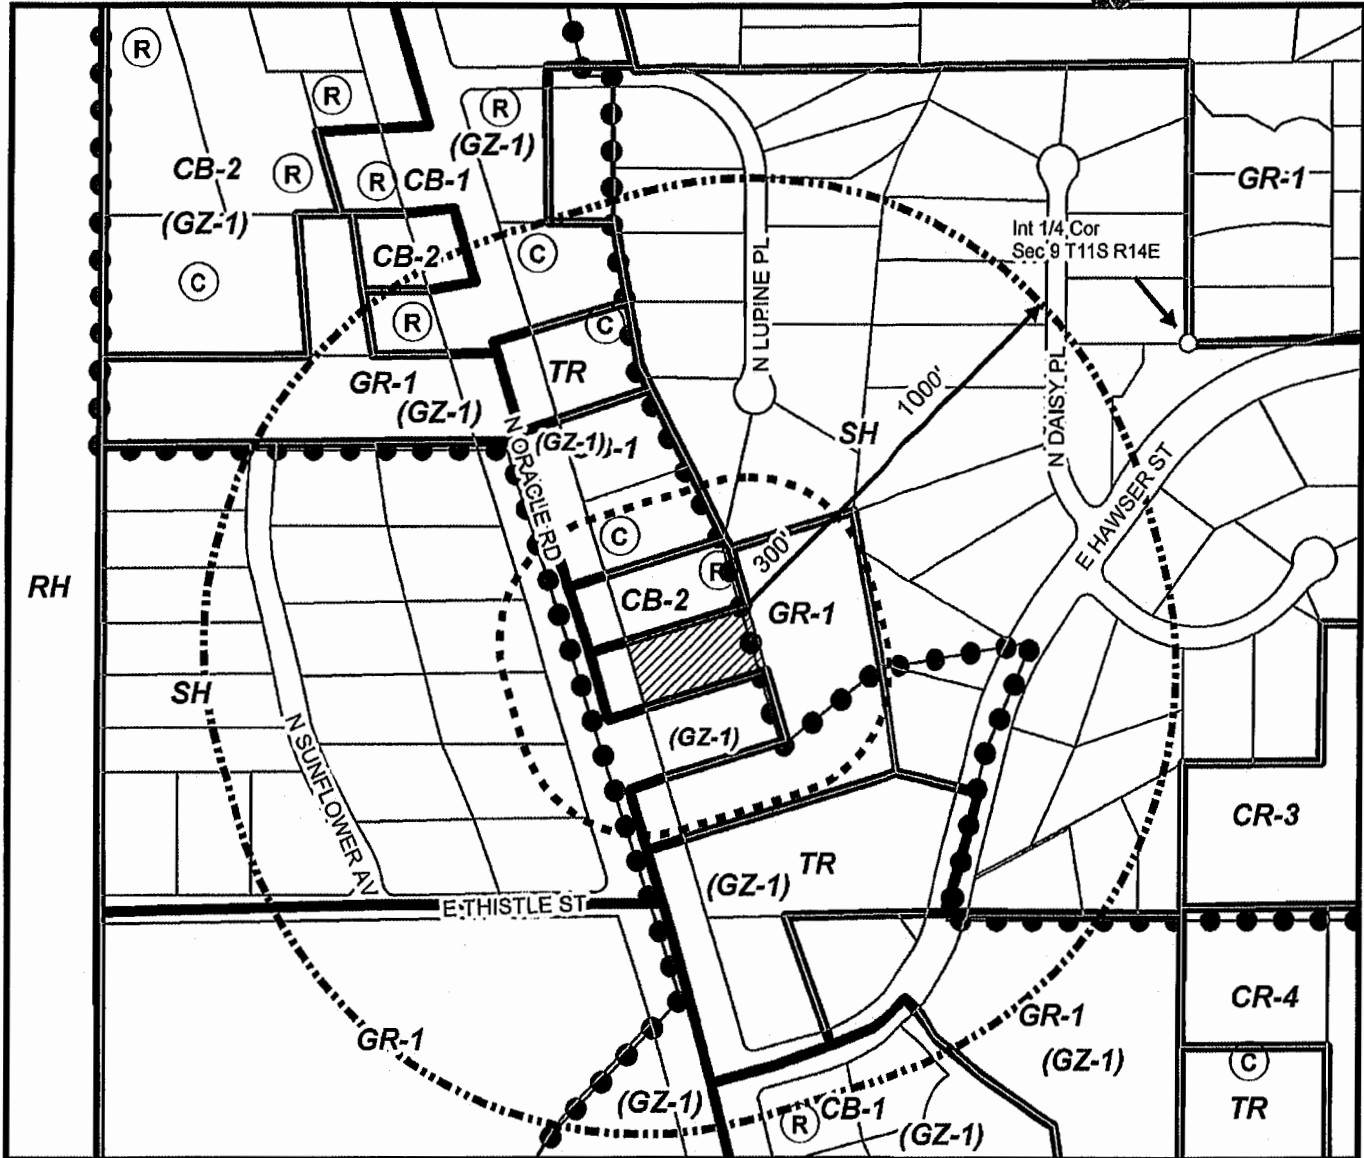 R
R
R
(GZ-1)
CB-2
(GZ-1)
R
R
CB-1
GR-1
C
CB-2
C
Int 1/4 Cor
Sec 9 T11S R14E
R
C
N LUPINE PL
TR
GR-1
(GZ-1)
1000'
N DAISY PL
SH
(GZ-1)
-1
N ORACLE RD
E HAWSER ST
C
300'
R
RH
CB-2
GR-1
SH
N SUNFLOWER AV
(GZ-1)
CR-3
TR
(GZ-1)
E THISTLE ST
GR-1
CR-4
GR-1
(GZ-1)
C
(GZ-1)
R
CB-1
(GZ-1)
TR